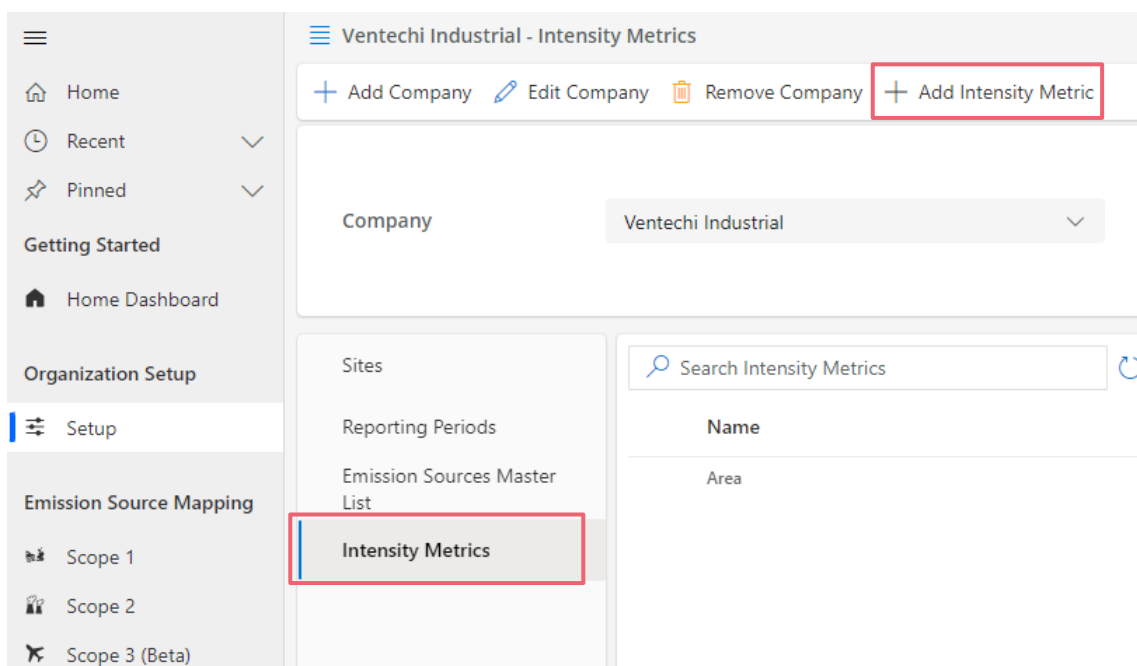 Ventechi Industrial - Intensity Metrics
Home
Recent
Pinned
Getting Started
Home Dashboard
Organization Setup
Setup
Emission Source Mapping
Scope 1
Scope 2
Scope 3 (Beta)
Add Company
Edit Company
Remove Company
Add Intensity Metric
Company
Ventechi Industrial
Sites
Reporting Periods
Emission Sources Master
List
Intensity Metrics
Search Intensity Metrics
Name
Area